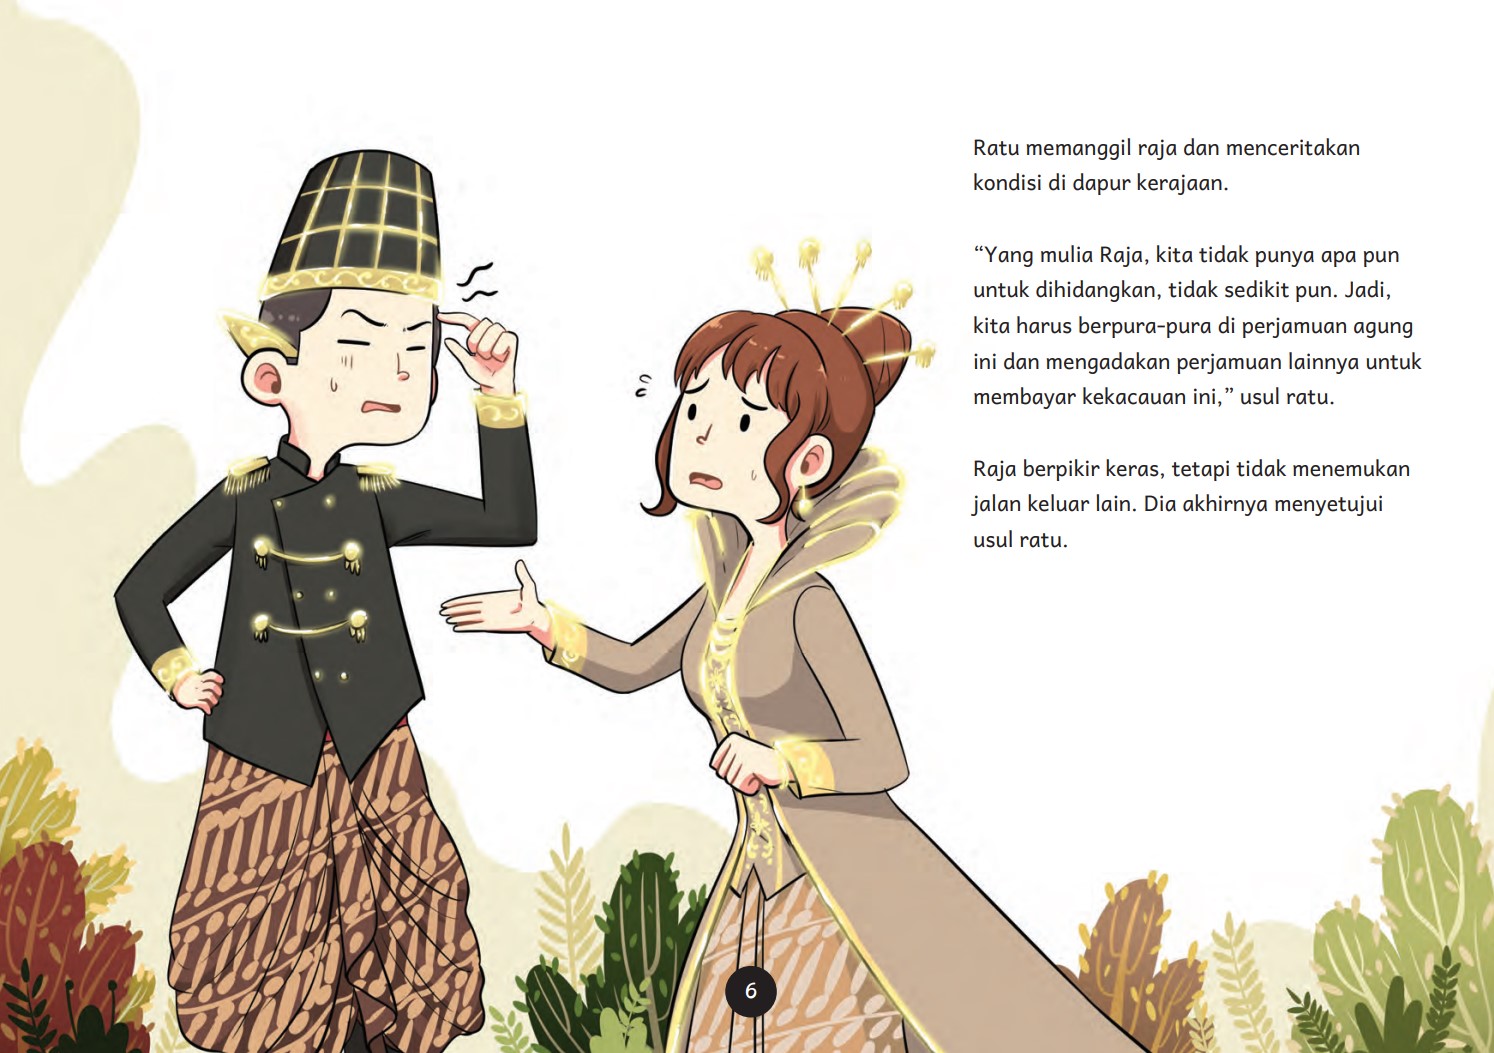 Ratu memanggil raja dan menceritakan
kondisi di dapur kerajaan.
“Yang mulia Raja, kita tidak punya apa pun
untuk dihidangkan, tidak sedikit pun. Jadi,
kita harus berpura-pura di perjamuan agung
ini dan mengadakan perjamuan lainnya untuk
membayar kekacauan ini,” usul ratu.
Raja berpikir keras, tetapi tidak menemukan
jalan keluar lain. Dia akhirnya menyetujui
usul ratu.
6